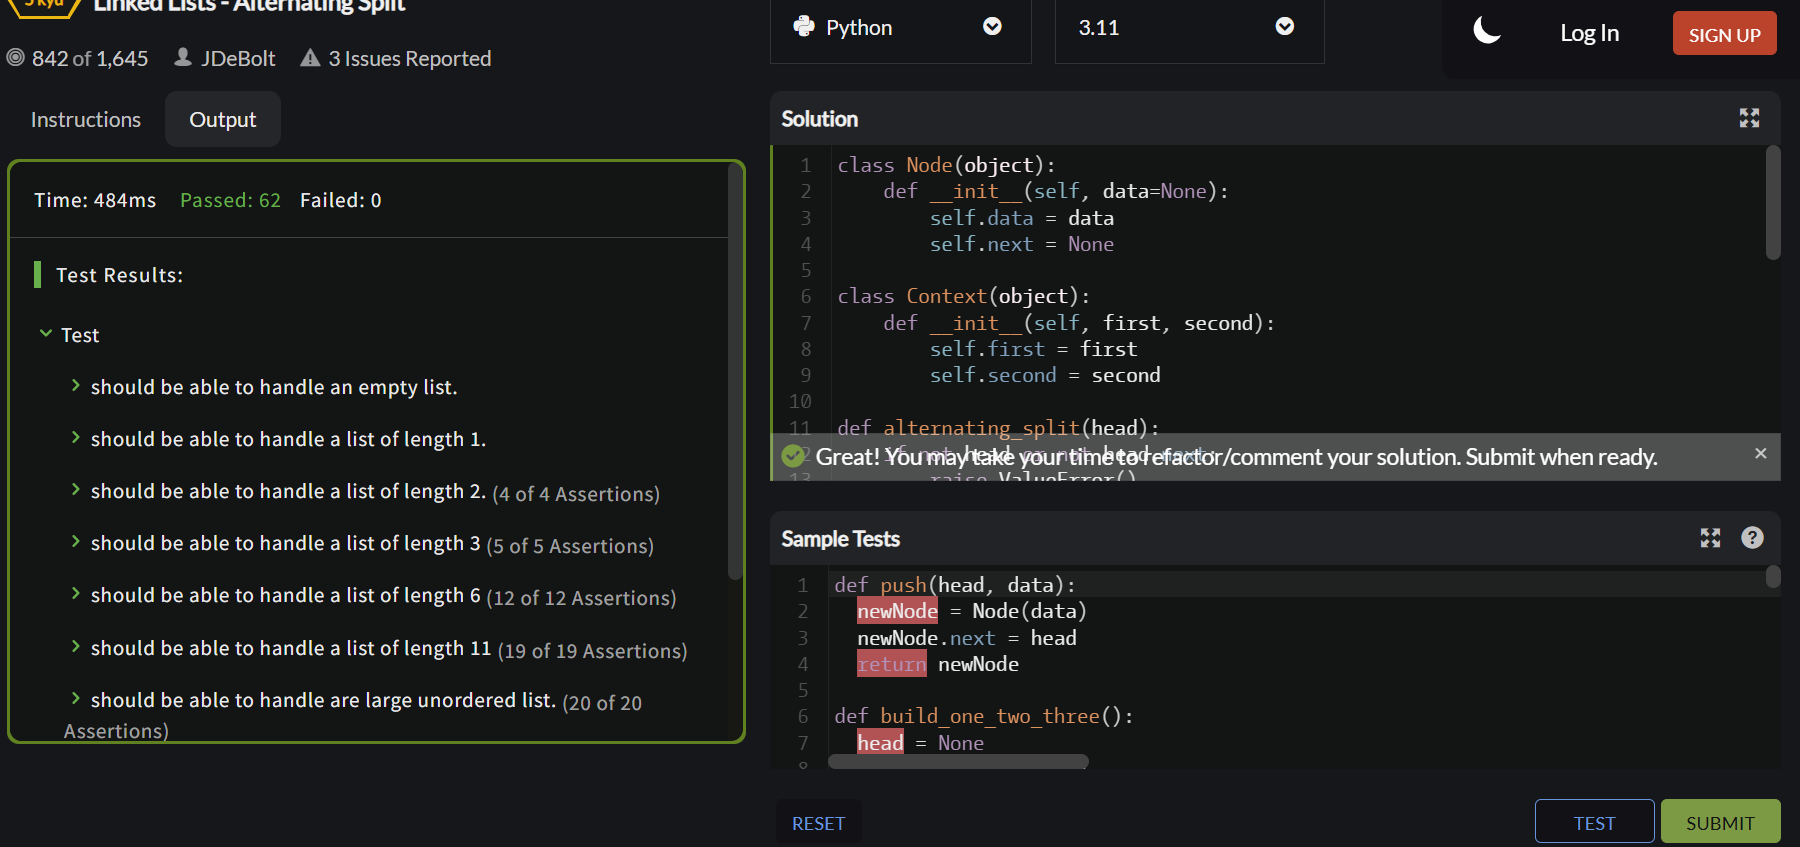 5 kyu
Linked Lists - Alternating Split
842 of 1,645 JDeBolt 3 Issues Reported
Instructions Output
Time: 484ms Passed: 62 Failed: 0
Test Results:
Test
should be able to handle an empty list.
should be able to handle a list of length 1.
should be able to handle a list of length 2. (4 of 4 Assertions)
should be able to handle a list of length 3 (5 of 5 Assertions)
should be able to handle a list of length 6 (12 of 12 Assertions)
should be able to handle a list of length 11 (19 of 19 Assertions)
should be able to handle are large unordered list. (20 of 20
Assertions)
Python 3.11
Log In SIGN UP
Solution
1 class Node(object):
2 def __init__(self, data=None):
3 self.data = data
4 self.next = None
5
6 class Context(object):
7 def __init__(self, first, second):
8 self.first = first
9 self.second = second
10
11 def alternating_split(head):
12 if not head or not head.next:
Great! You may take your time to refactor/comment your solution. Submit when ready.
13 raise ValueError()
Sample Tests
1 def push(head, data):
2 newNode = Node(data)
3 newNode.next = head
4 return newNode
5
6 def build_one_two_three():
7 head = None
8
RESET TEST SUBMIT